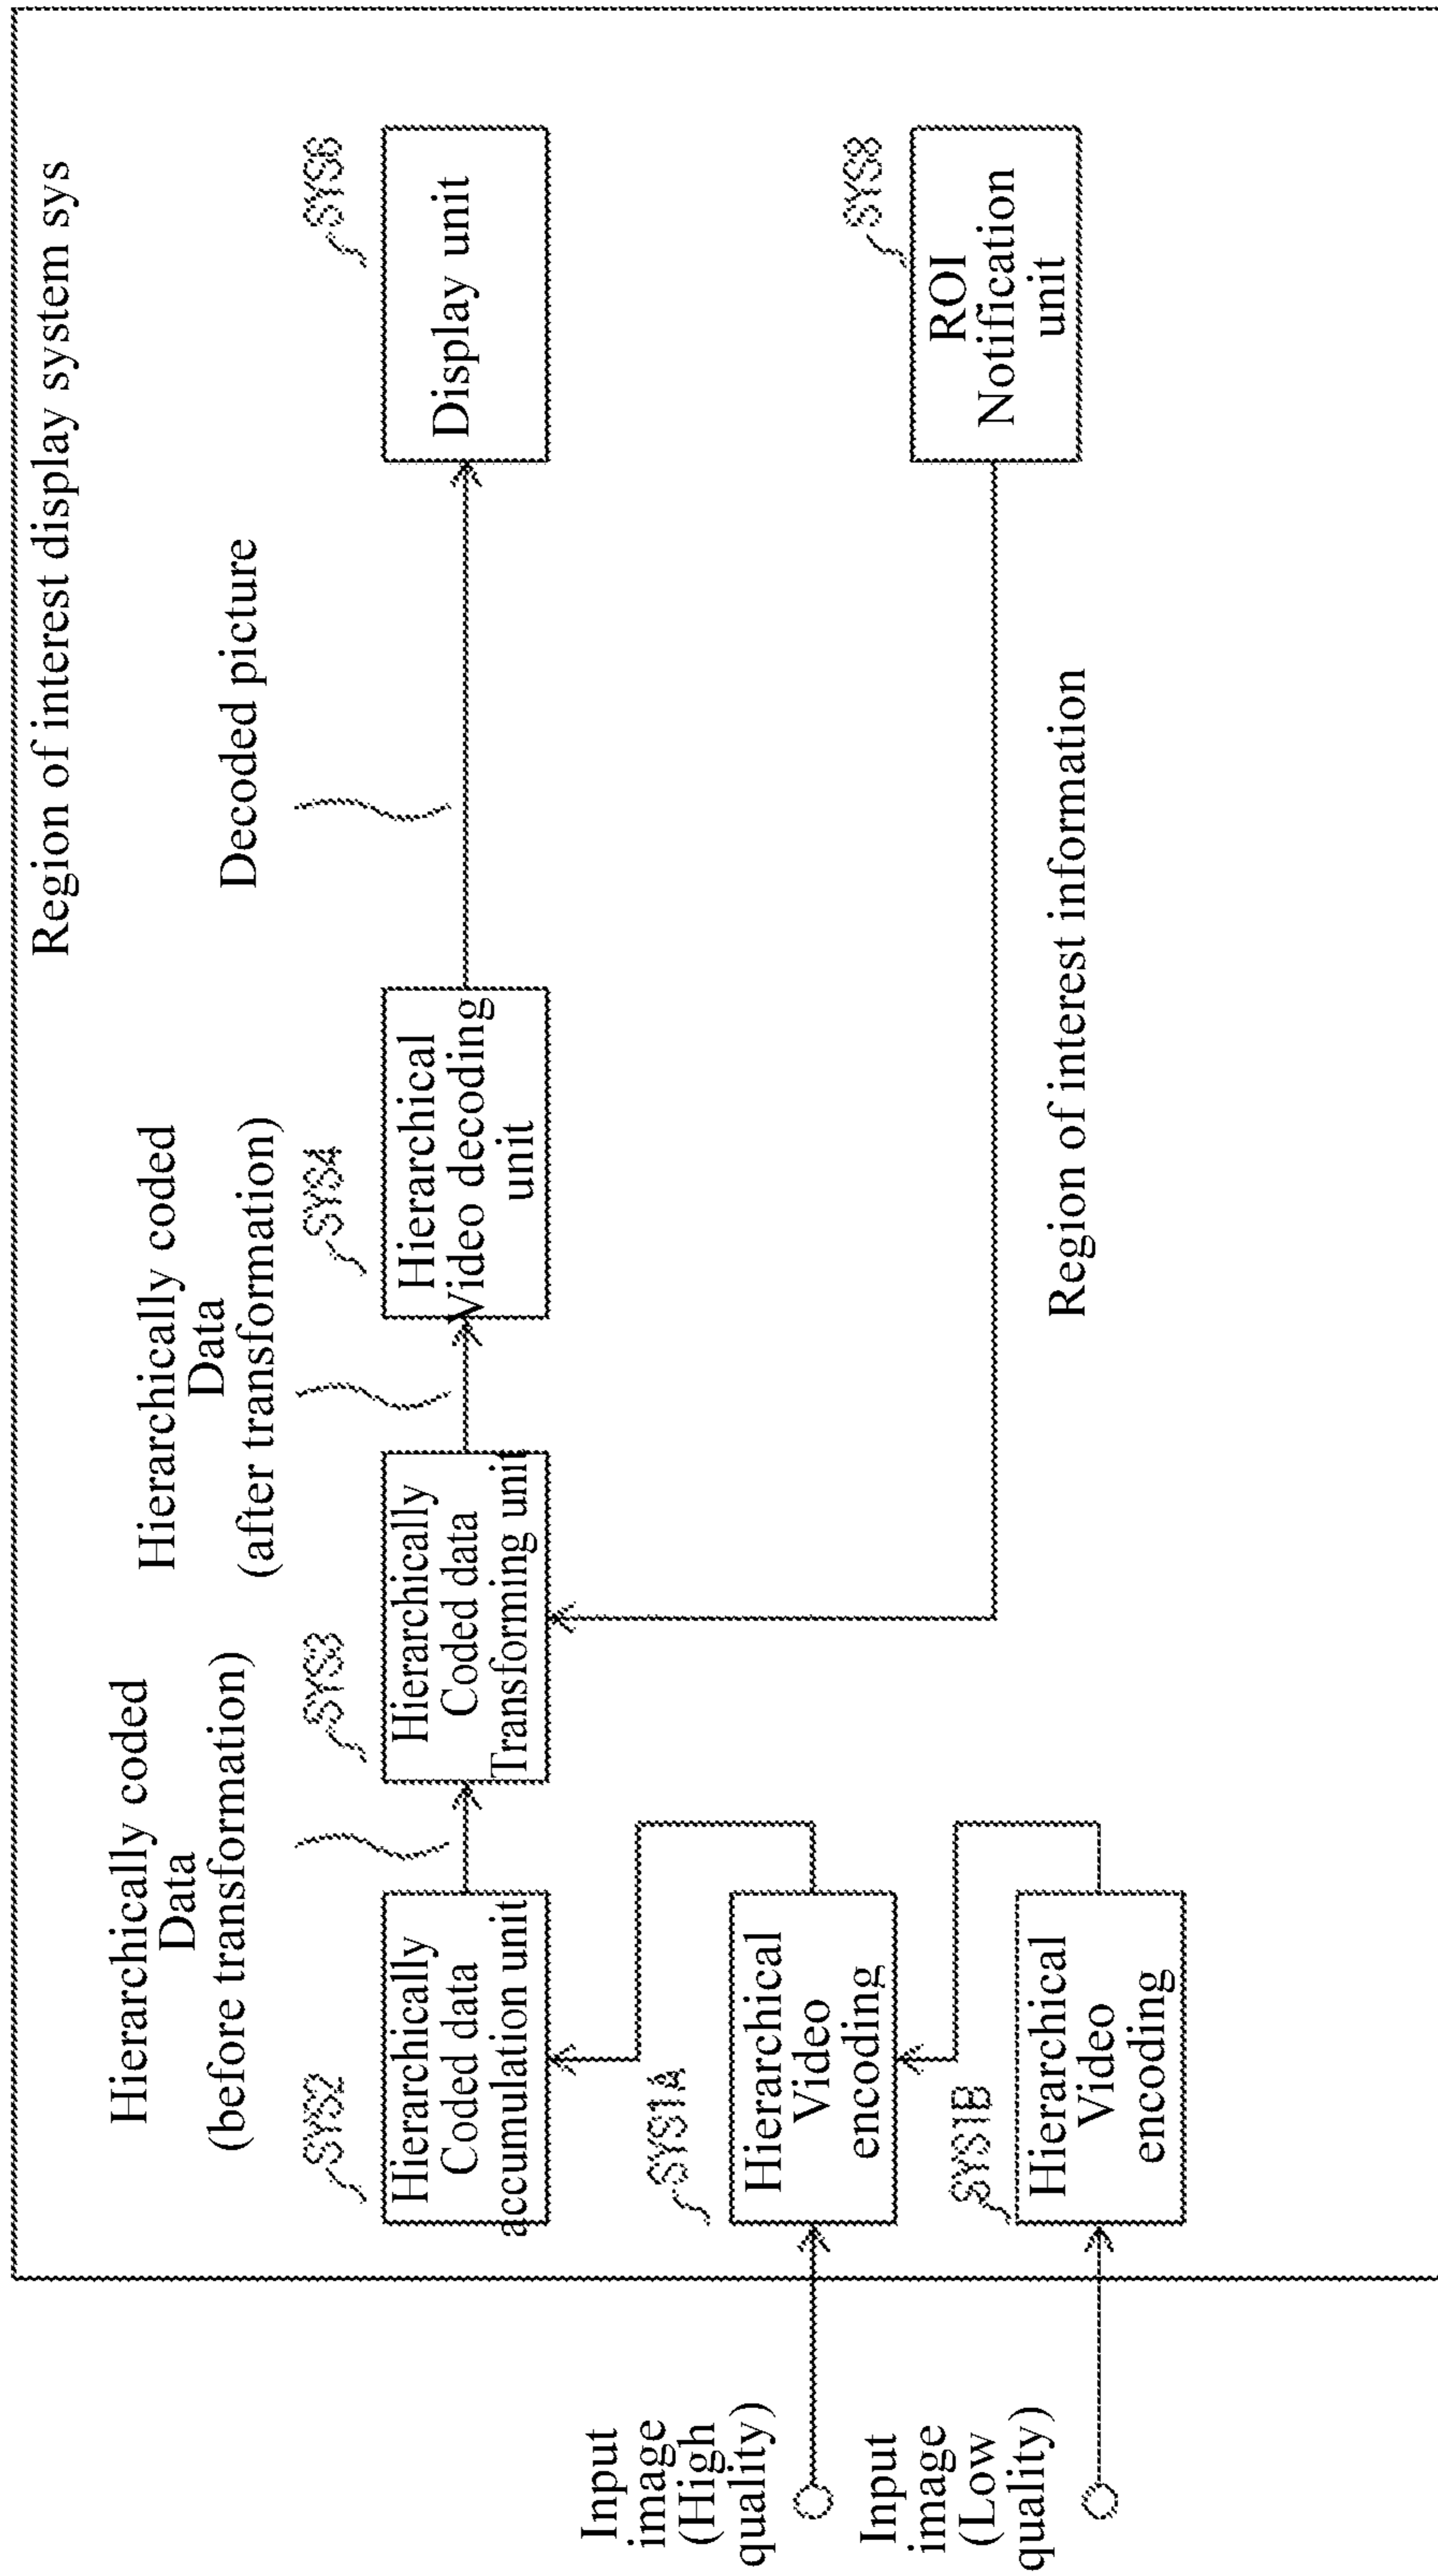 Region of interest display system sys
Hierarchically coded
Data
(before transformation)
Hierarchically coded
Data
(after transformation)
Decoded picture
SYS2
Hierarchically
Coded data
accumulation unit
SYS3
Hierarchically
Coded data
Transforming unit
SYS4
Hierarchical
Video decoding
unit
SYS6
Display unit
Input
image
(High
quality)
SYS1A
Hierarchical
Video
encoding
Input
image
(Low
quality)
SYS1B
Hierarchical
Video
encoding
Region of interest information
SYS8
ROI
Notification
unit